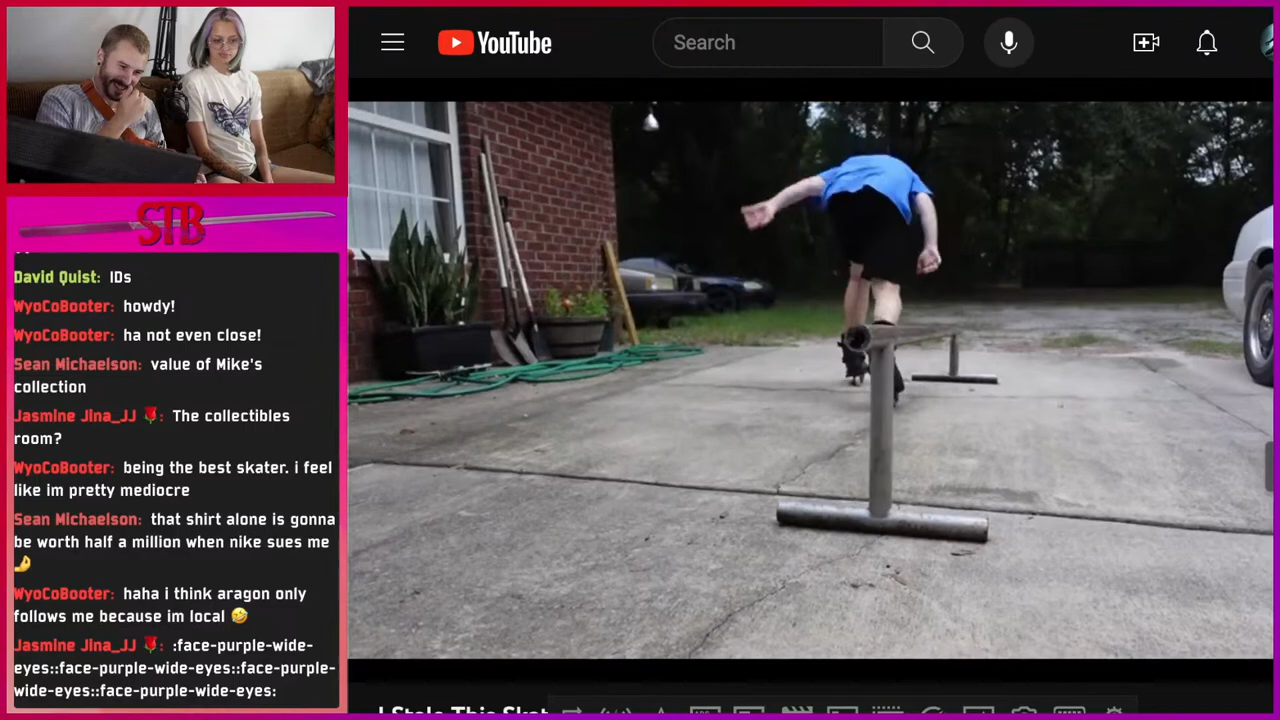 YouTube
Search
STB
David Quist: IDs
WyoCoBooter: howdy!
WyoCoBooter: ha not even close!
Sean Michaelson: value of Mike's
collection
Jasmine Jina_JJ 🌹: The collectibles
room?
WyoCoBooter: being the best skater. i feel
like im pretty mediocre
Sean Michaelson: that shirt alone is gonna
be worth half a million when nike sues me
🤌
WyoCoBooter: haha i think aragon only
follows me because im local 🤣
Jasmine Jina_JJ 🌹: :face-purple-wide-
eyes::face-purple-wide-eyes::face-purple-
wide-eyes::face-purple-wide-eyes:
I Stole This Skat